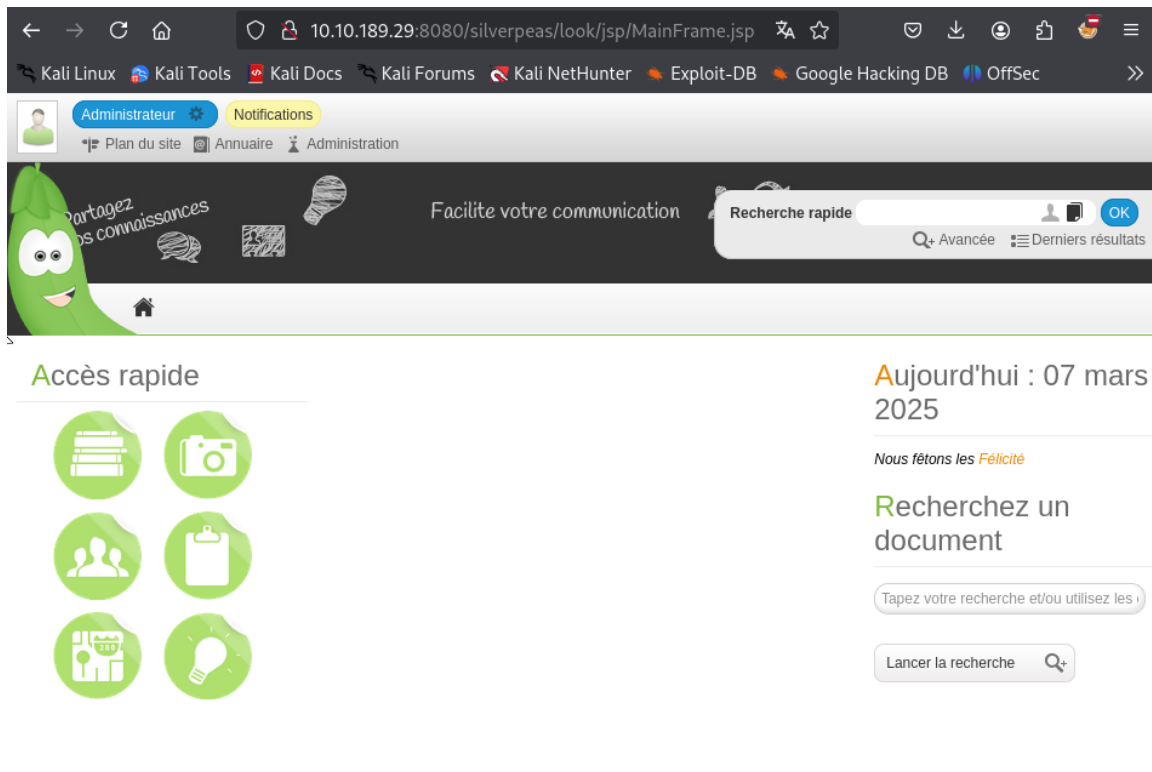 10.10.189.29:8080/silverpeas/look/jsp/MainFrame.jsp
Kali Linux Kali Tools Kali Docs Kali Forums Kali NetHunter Exploit-DB Google Hacking DB OffSec
Administrateur Notifications
Plan du site Annuaire Administration
Partagez
vos connaissances
Facilite votre communication
Recherche rapide OK
Avancée Derniers résultats
Accès rapide
Aujourd'hui : 07 mars
2025
Nous fêtons les Félicité
Recherchez un
document
Tapez votre recherche et/ou utilisez les
Lancer la recherche